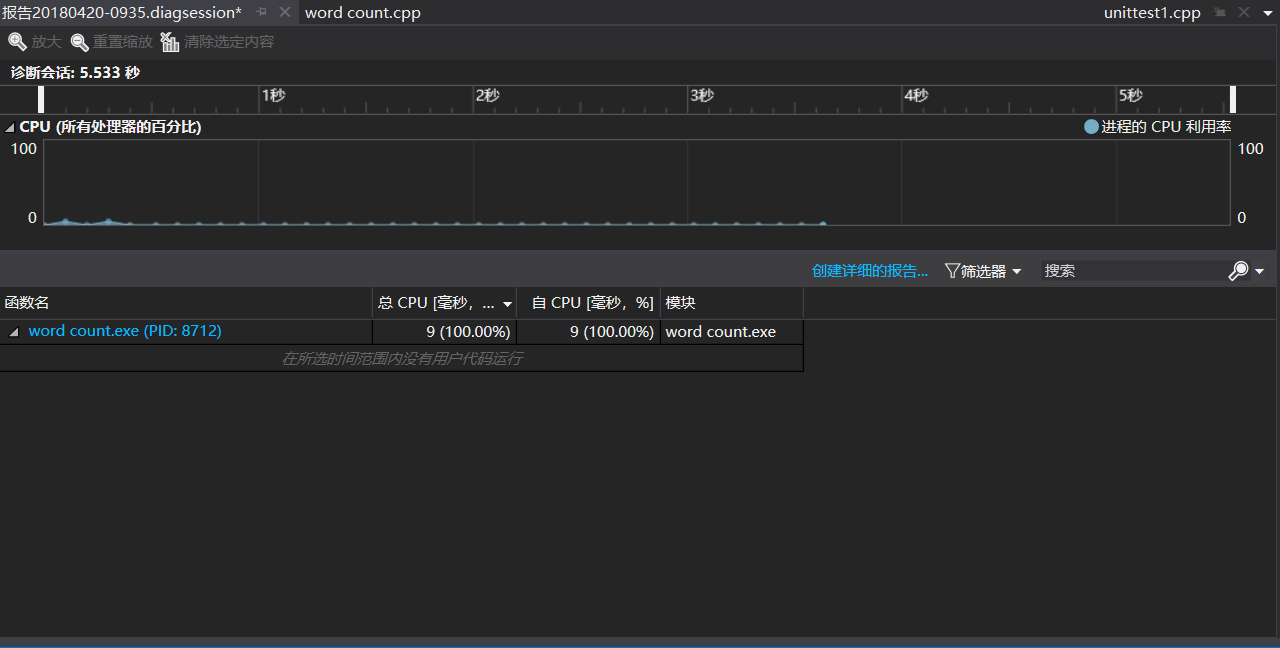 报告20180420-0935.diagsession* word count.cpp unittest1.cpp
放大 重置缩放 清除选定内容
诊断会话: 5.533 秒
1秒 2秒 3秒 4秒 5秒
CPU (所有处理器的百分比) 进程的 CPU 利用率
100 100
0 0
创建详细的报告... 筛选器 搜索
函数名 总 CPU [毫秒，... 自 CPU [毫秒，%] 模块
word count.exe (PID: 8712) 9 (100.00%) 9 (100.00%) word count.exe
在所选时间范围内没有用户代码运行